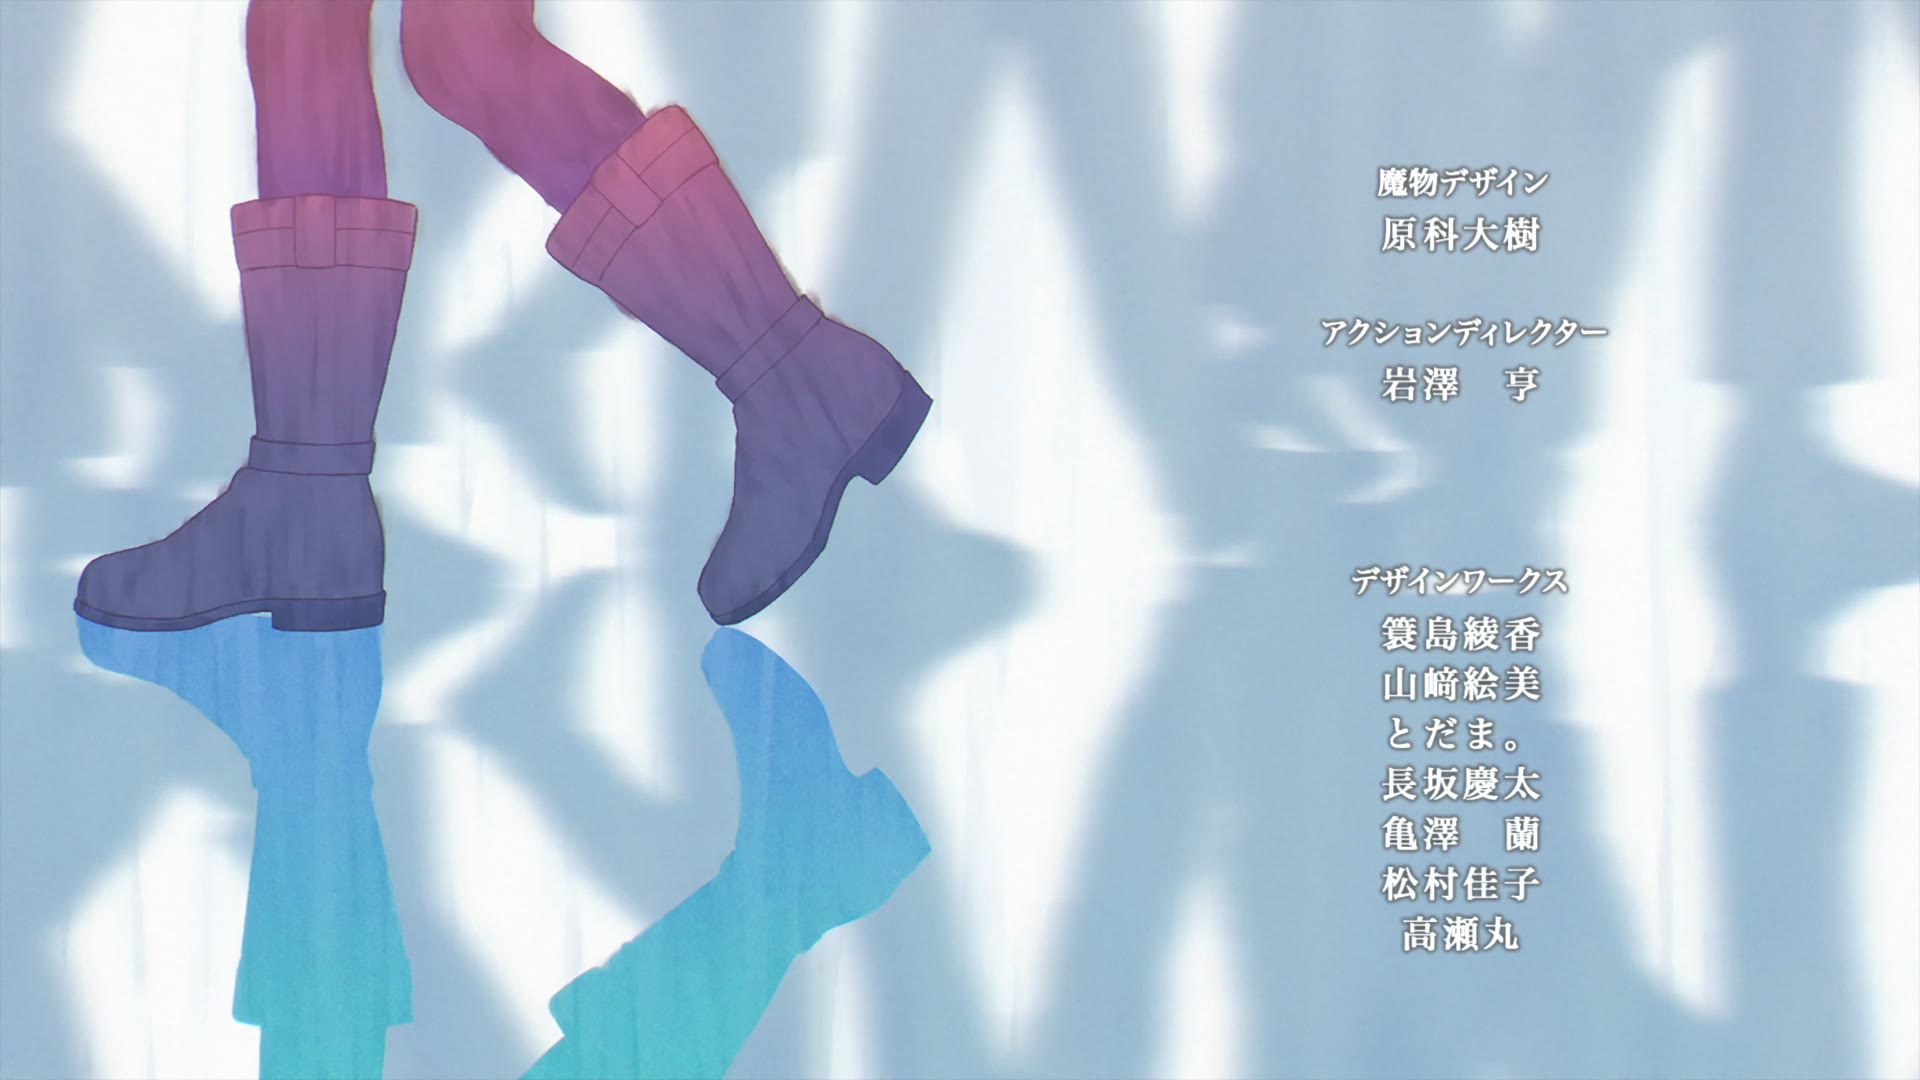 魔物デザイン
原科大樹
アクションディレクター
岩澤　亨
デザインワークス
簑島綾香
山﨑絵美
とだま。
長坂慶太
亀澤　蘭
松村佳子
高瀬丸